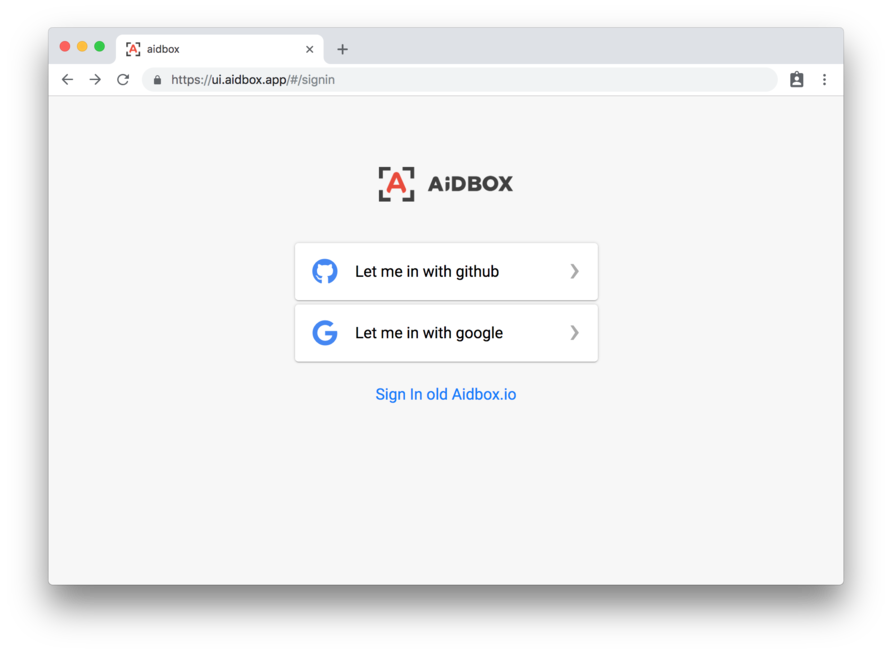 aidbox
https://ui.aidbox.app/#/signin
A AiDBOX
Let me in with github
Let me in with google
Sign In old Aidbox.io